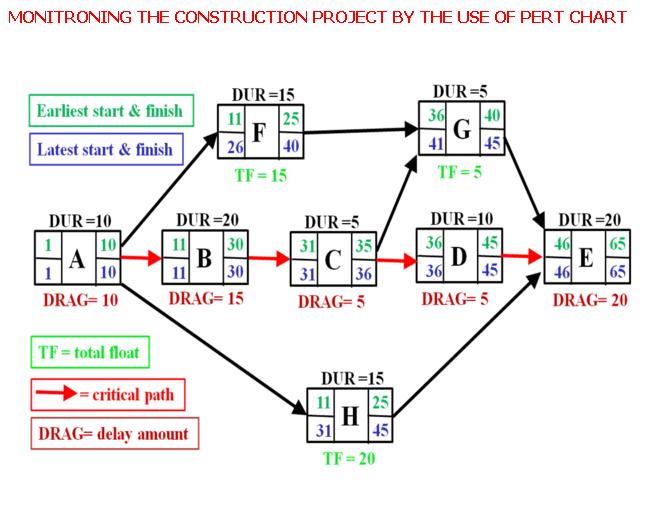 MONITRONING THE CONSTRUCTION PROJECT BY THE USE OF PERT CHART
Earliest start & finish
Latest start & finish
DUR =15
11 F 25
26 40
TF = 15
DUR =5
36 G 40
41 45
TF = 5
DUR =10
1 A 10
1 10
DRAG= 10
DUR =20
11 B 30
11 30
DRAG= 15
DUR =5
31 C 35
31 36
DRAG= 5
DUR =10
36 D 45
36 45
DRAG= 5
DUR =20
46 E 65
46 65
DRAG= 20
TF = total float
= critical path
DRAG= delay amount
DUR =15
11 H 25
31 45
TF = 20